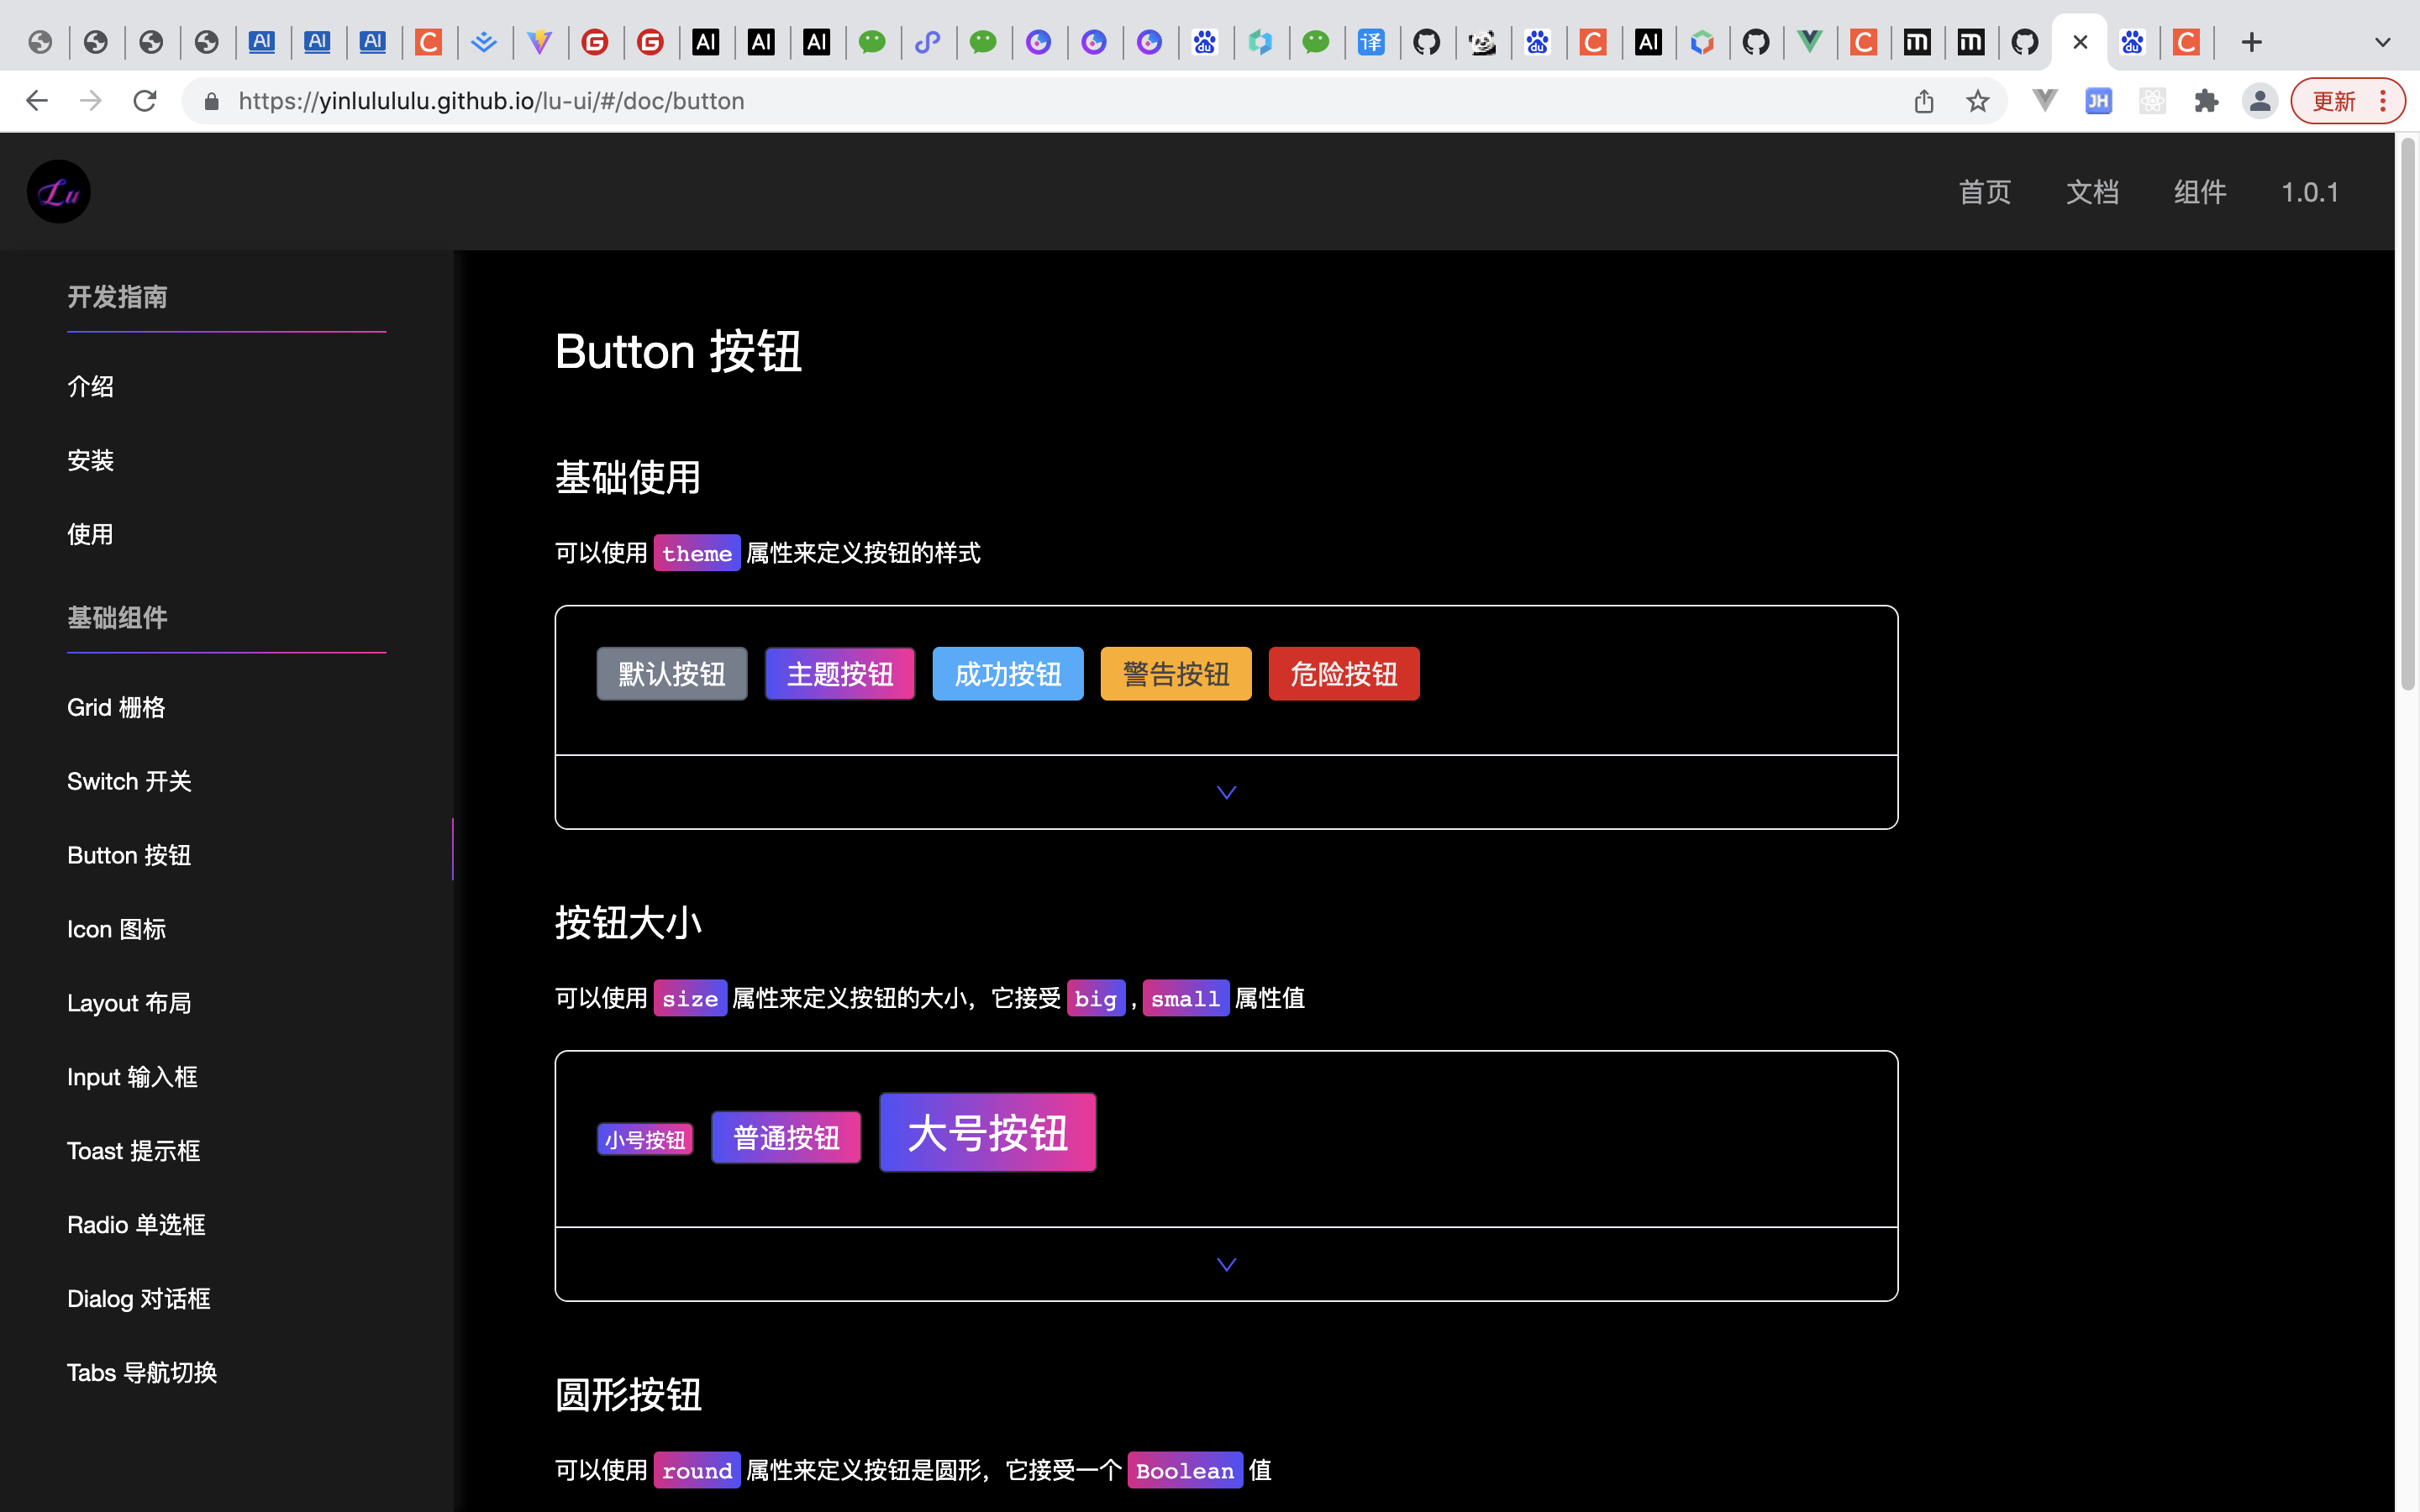 https://yinlulululu.github.io/lu-ui/#/doc/button
更新
Lu
首页 文档 组件 1.0.1
开发指南
介绍
安装
使用
基础组件
Grid 栅格
Switch 开关
Button 按钮
Icon 图标
Layout 布局
Input 输入框
Toast 提示框
Radio 单选框
Dialog 对话框
Tabs 导航切换
Button 按钮
基础使用
可以使用 theme 属性来定义按钮的样式
默认按钮 主题按钮 成功按钮 警告按钮 危险按钮
按钮大小
可以使用 size 属性来定义按钮的大小，它接受 big , small 属性值
小号按钮 普通按钮 大号按钮
圆形按钮
可以使用 round 属性来定义按钮是圆形，它接受一个 Boolean 值